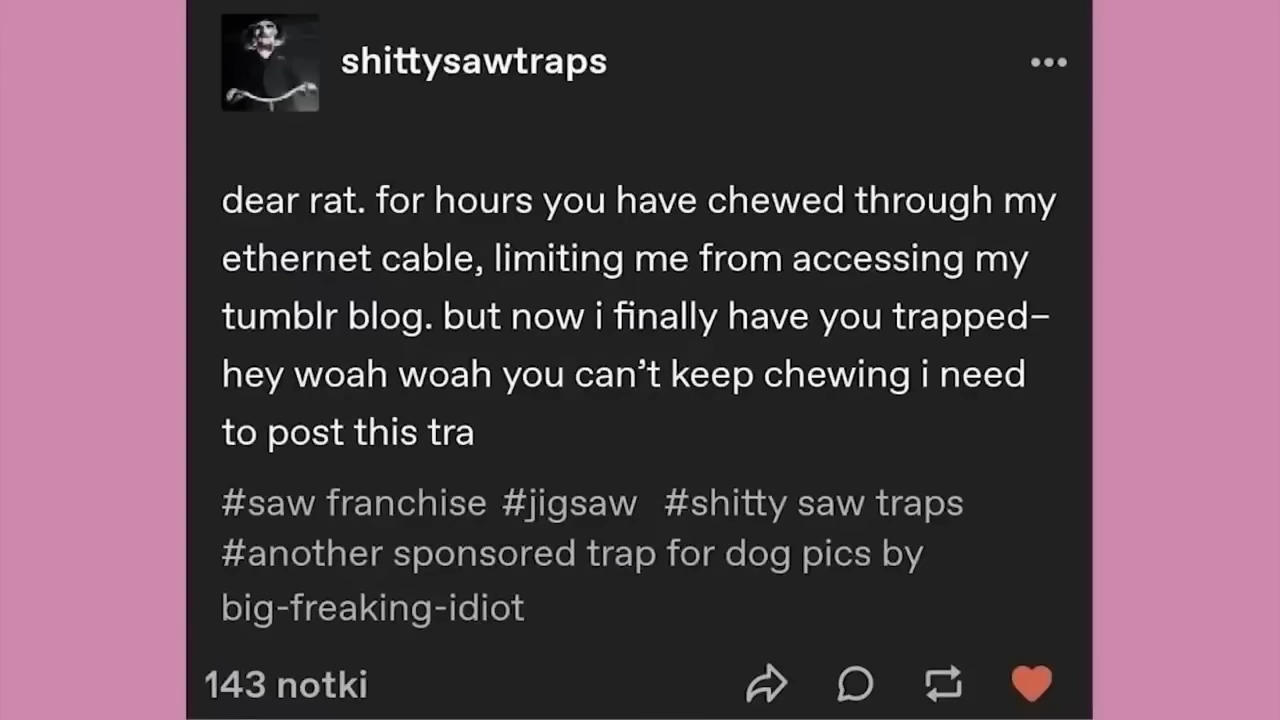 shittysawtraps
dear rat. for hours you have chewed through my
ethernet cable, limiting me from accessing my
tumblr blog. but now i finally have you trapped–
hey woah woah you can’t keep chewing i need
to post this tra
#saw franchise #jigsaw #shitty saw traps
#another sponsored trap for dog pics by
big-freaking-idiot
143 notki